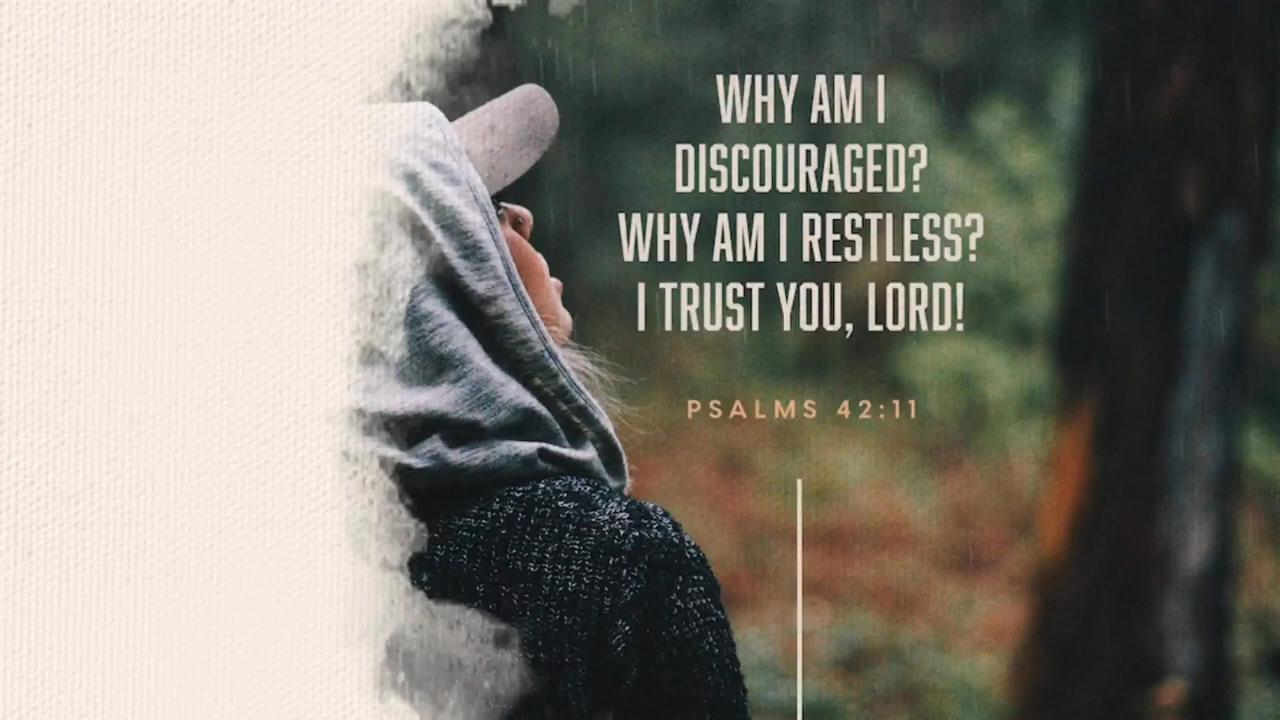 WHY AM I
DISCOURAGED?
WHY AM I RESTLESS?
I TRUST YOU, LORD!
PSALMS 42:11